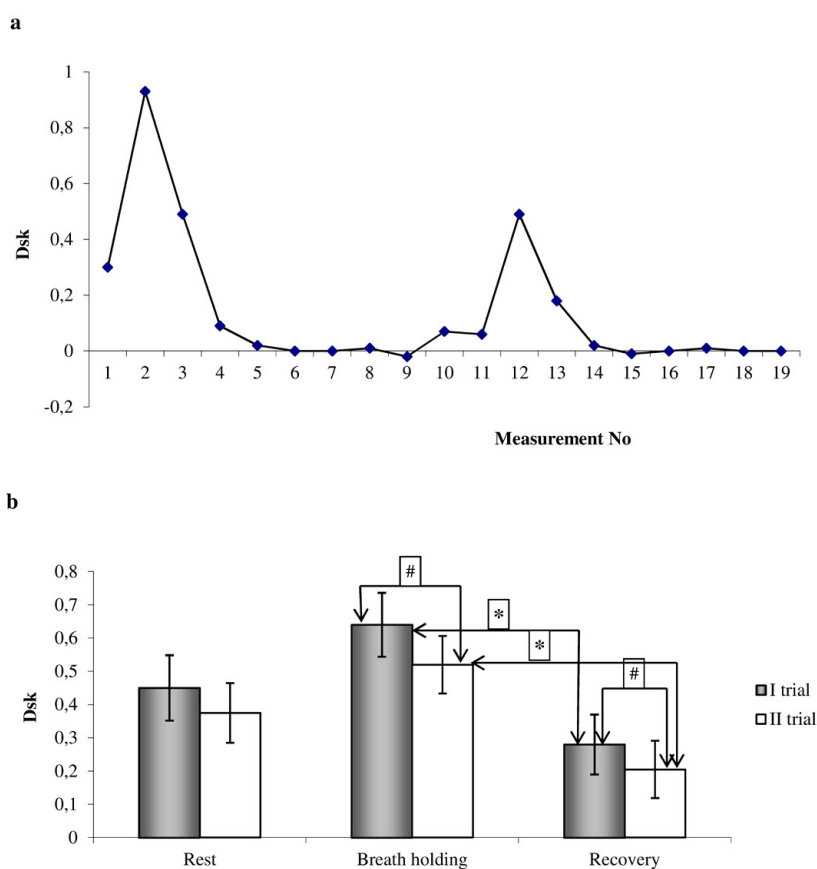 a
1
0,8
0,6
0,4
0,2
0
-0,2
Dsk
1 2 3 4 5 6 7 8 9 10 11 12 13 14 15 16 17 18 19
Measurement No
b
0,8
0,7
0,6
0,5
0,4
0,3
0,2
0,1
0
Dsk
#
*
*
#
I trial
II trial
Rest Breath holding Recovery